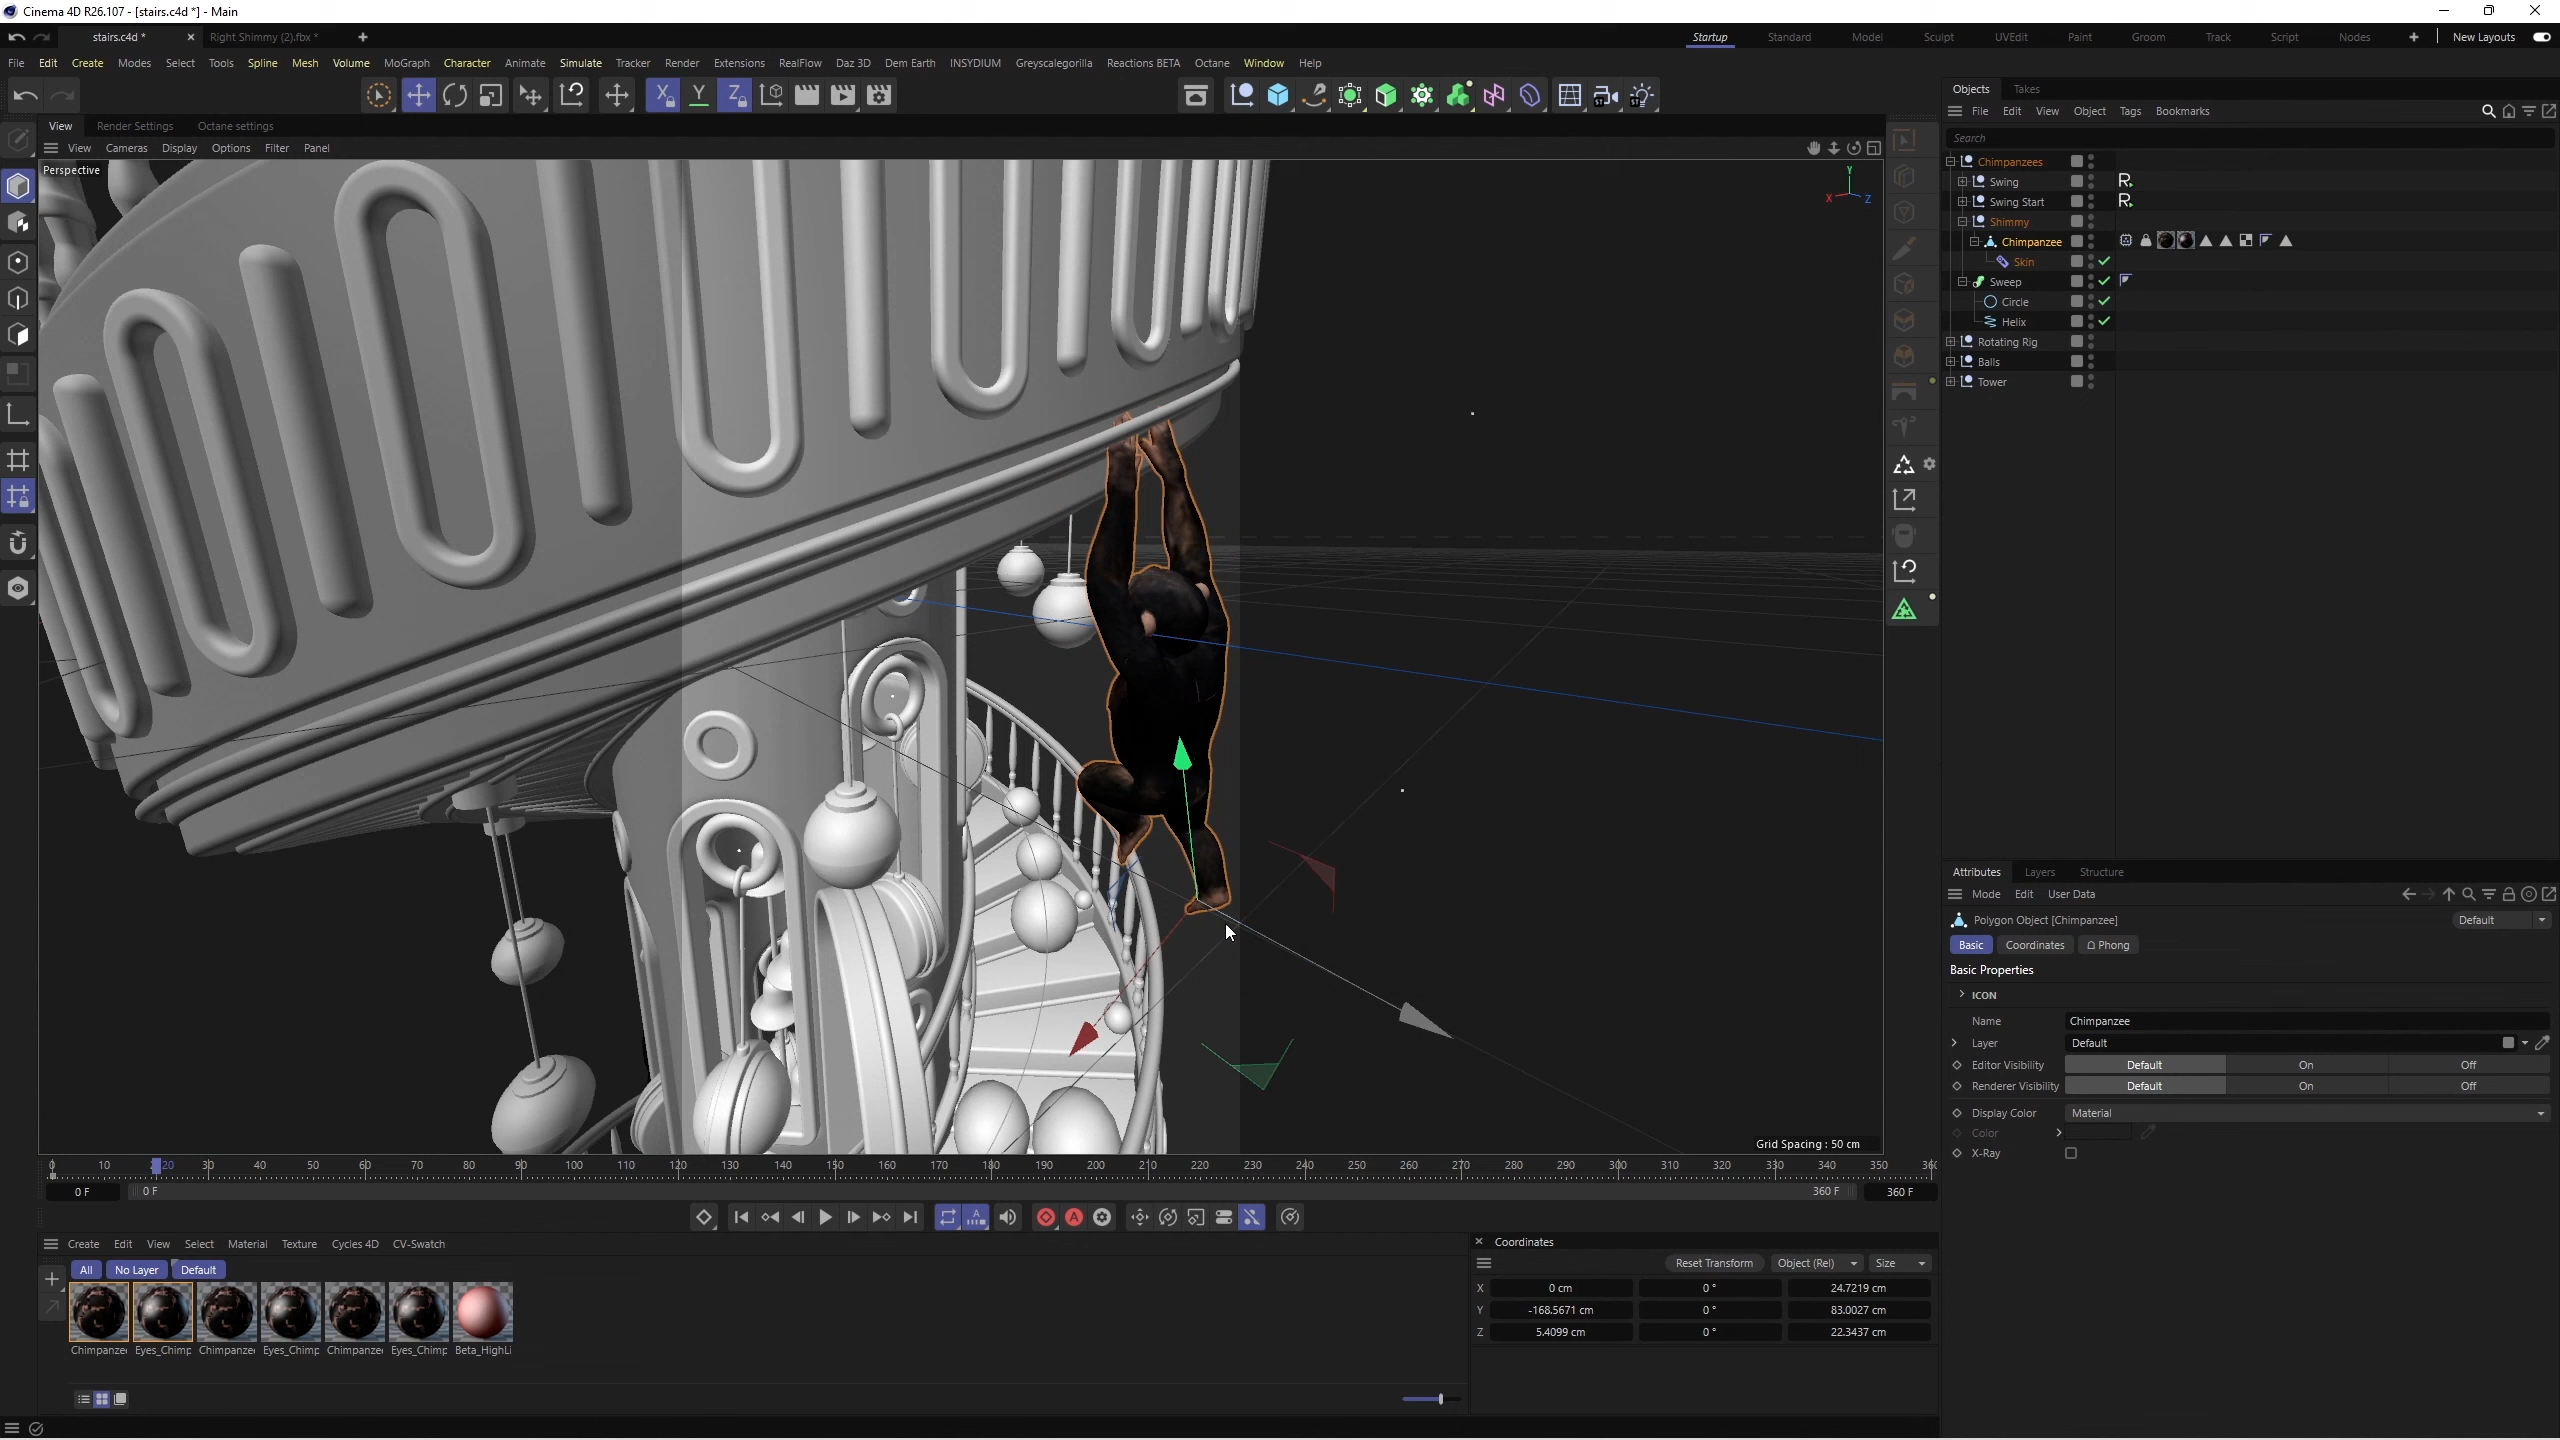 Cinema 4D R26.107 - [stairs.c4d *] - Main
stairs.c4d *
Right Shimmy (2).fbx *
Startup Standard Model Sculpt UVEdit Paint Groom Track Script Nodes New Layouts
File Edit Create Modes Select Tools Spline Mesh Volume MoGraph Character Animate Simulate Tracker Render Extensions RealFlow Daz 3D Dem Earth INSYDIUM Greyscalegorilla Reactions BETA Octane Window Help
Objects Takes
View Render Settings Octane settings
File Edit View Object Tags Bookmarks
View Cameras Display Options Filter Panel
Search
Perspective
Y
X
Z
Chimpanzees
Swing
Swing Start
Shimmy
Chimpanzee
Skin
Sweep
Circle
Helix
Rotating Rig
Balls
Tower
Attributes Layers Structure
Mode Edit User Data
Polygon Object [Chimpanzee]
Default
Basic Coordinates Phong
Basic Properties
ICON
Name Chimpanzee
Layer Default
Editor Visibility Default On Off
Renderer Visibility Default On Off
Display Color Material
Color
X-Ray
Grid Spacing : 50 cm
0 10 20 30 40 50 60 70 80 90 100 110 120 130 140 150 160 170 180 190 200 210 220 230 240 250 260 270 280 290 300 310 320 330 340 350
0 F 0 F 360 F 360 F
Create Edit View Select Material Texture Cycles 4D CV-Swatch
All No Layer Default
Chimpanzee Eyes_Chimp Chimpanzee Eyes_Chimp Chimpanzee Eyes_Chimp Beta_HighLi
Coordinates
Reset Transform Object (Rel) Size
X 0 cm 0 ° 24.7219 cm
Y -168.5671 cm 0 ° 83.0027 cm
Z 5.4099 cm 0 ° 22.3437 cm